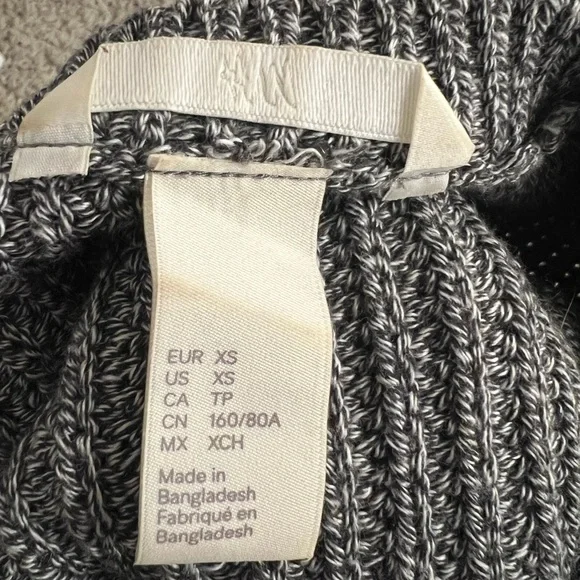 H&M
EUR XS
US XS
CA TP
CN 160/80A
MX XCH
Made in
Bangladesh
Fabriqué en
Bangladesh